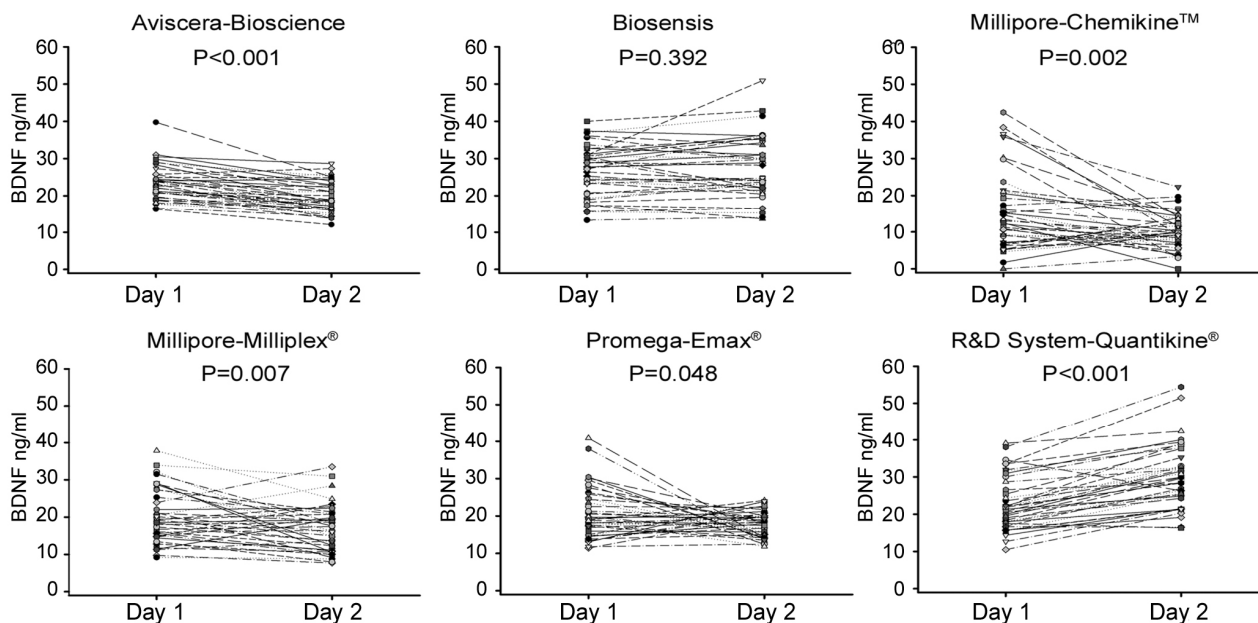 Aviscera-Bioscience
P<0.001
BDNF ng/ml
60
50
40
30
20
10
0
Day 1 Day 2
Biosensis
P=0.392
BDNF ng/ml
60
50
40
30
20
10
0
Day 1 Day 2
Millipore-Chemikine™
P=0.002
BDNF ng/ml
60
50
40
30
20
10
0
Day 1 Day 2
Millipore-Milliplex®
P=0.007
BDNF ng/ml
60
50
40
30
20
10
0
Day 1 Day 2
Promega-Emax®
P=0.048
BDNF ng/ml
60
50
40
30
20
10
0
Day 1 Day 2
R&D System-Quantikine®
P<0.001
BDNF ng/ml
60
50
40
30
20
10
0
Day 1 Day 2